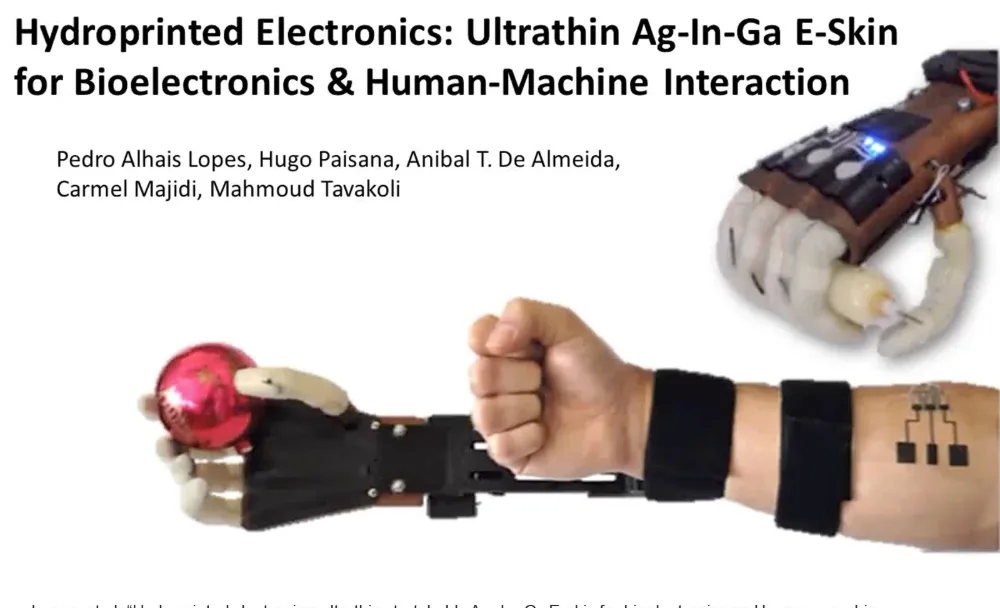 Hydroprinted Electronics: Ultrathin Ag-In-Ga E-Skin
for Bioelectronics & Human-Machine Interaction
Pedro Alhais Lopes, Hugo Paisana, Anibal T. De Almeida,
Carmel Majidi, Mahmoud Tavakoli